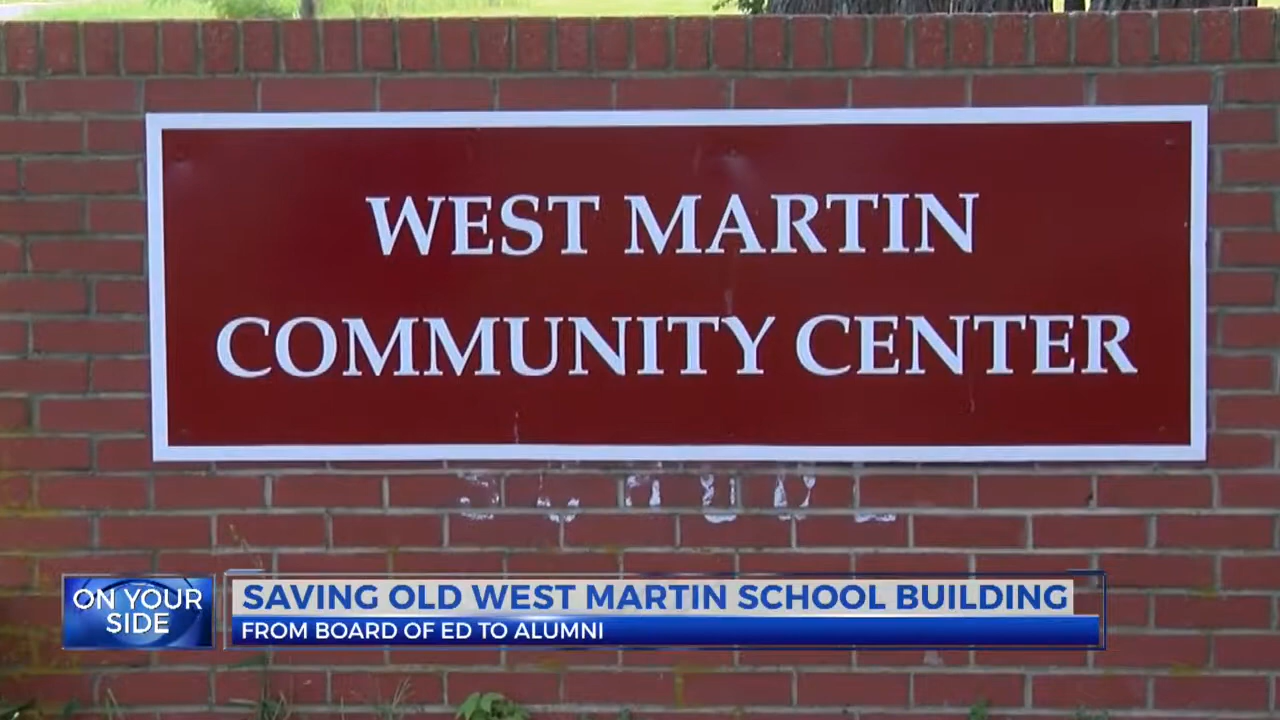 WEST MARTIN
COMMUNITY CENTER
SCHOOL
ON YOUR
SIDE
SAVING OLD WEST MARTIN SCHOOL BUILDING
FROM BOARD OF ED TO ALUMNI